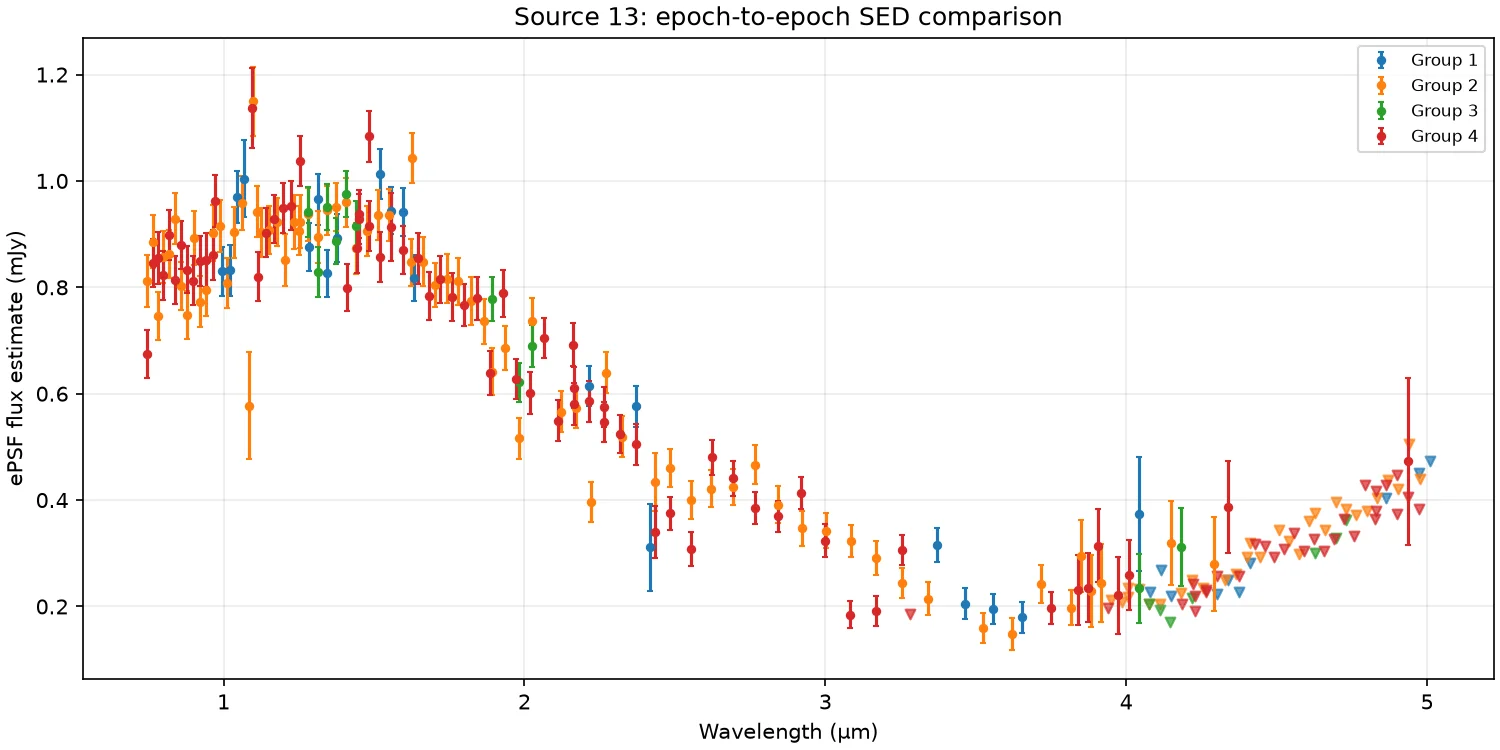 Source 13: epoch-to-epoch SED comparison
ePSF flux estimate (mJy)
1.2
1.0
0.8
0.6
0.4
0.2
Group 1
Group 2
Group 3
Group 4
1 2 3 4 5
Wavelength (μm)